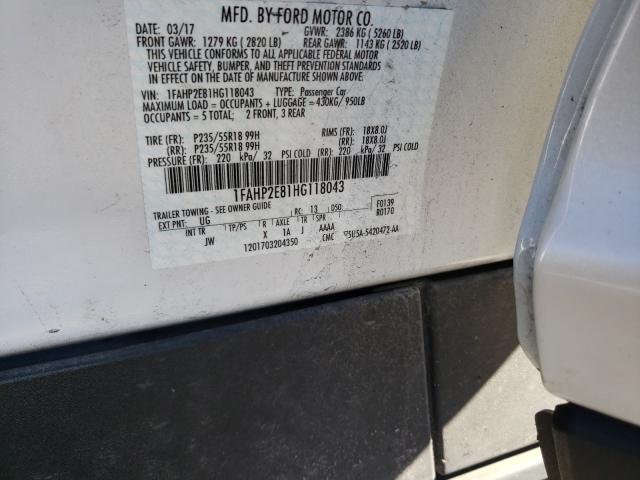 MFD. BY FORD MOTOR CO.
DATE: 03/17 GVWR: 2386 KG ( 5260 LB)
FRONT GAWR: 1279 KG ( 2820 LB) REAR GAWR: 1143 KG ( 2520 LB)
THIS VEHICLE CONFORMS TO ALL APPLICABLE FEDERAL MOTOR
VEHICLE SAFETY, BUMPER, AND THEFT PREVENTION STANDARDS
IN EFFECT ON THE DATE OF MANUFACTURE SHOWN ABOVE.
VIN: 1FAHP2E81HG118043 TYPE: Passenger Car
MAXIMUM LOAD = OCCUPANTS + LUGGAGE = 430KG/ 950LB
OCCUPANTS = 5 TOTAL; 2 FRONT, 3 REAR
TIRE (FR): P235/55R18 99H RIMS (FR): 18X8.0J
(RR): P235/55R18 99H (RR): 18X8.0J
PRESSURE (FR): 220 kPa/ 32 PSI COLD (RR): 220 kPa/ 32 PSI COLD
1FAHP2E81HG118043
TRAILER TOWING - SEE OWNER GUIDE F0139
EXT PNT: UG RC: 13 DSO: R0170
INT TR TP/PS R AXLE TR SPR
JW X 1A J AAAA
1201703204350 CMC 5U5A-5420472-AA